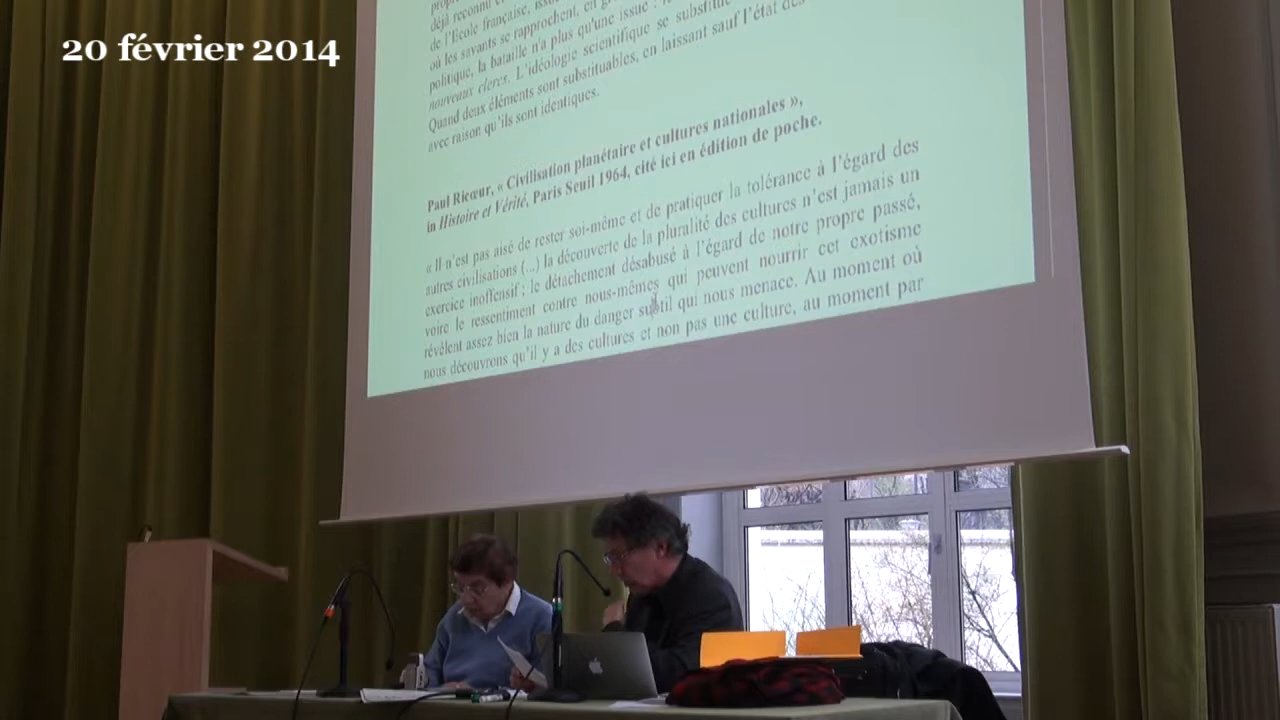 20 février 2014
déjà reconnu
de l'Ecole française,
où les savants se rapprochent, en
politique, la bataille n'a plus qu'une issue :
nouveaux clercs. L'idéologie scientifique se substitue
Quand deux éléments sont substituables, en laissant sauf l'état des
avec raison qu'ils sont identiques.
Paul Ricœur, « Civilisation planétaire et cultures nationales »,
in Histoire et Vérité, Paris Seuil 1964, cité ici en édition de poche.
« Il n'est pas aisé de rester soi-même et de pratiquer la tolérance à l'égard des
autres civilisations (...) la découverte de la pluralité des cultures n'est jamais un
exercice inoffensif ; le détachement désabusé à l'égard de notre propre passé,
voire le ressentiment contre nous-mêmes qui peuvent nourrir cet exotisme
révèlent assez bien la nature du danger subtil qui nous menace. Au moment où
nous découvrons qu'il y a des cultures et non pas une culture, au moment par